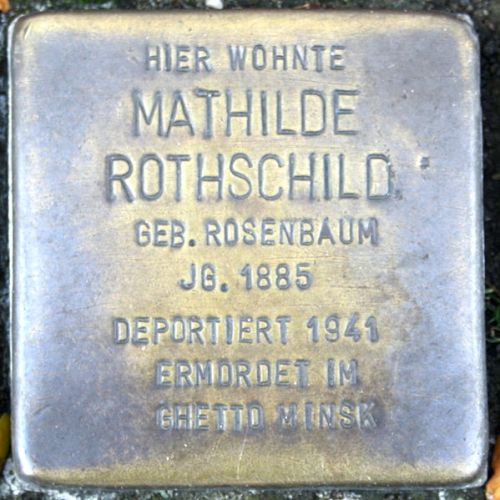 HIER WOHNTE
MATHILDE
ROTHSCHILD
GEB. ROSENBAUM
JG. 1885
DEPORTIERT 1941
ERMORDET IM
GHETTO MINSK